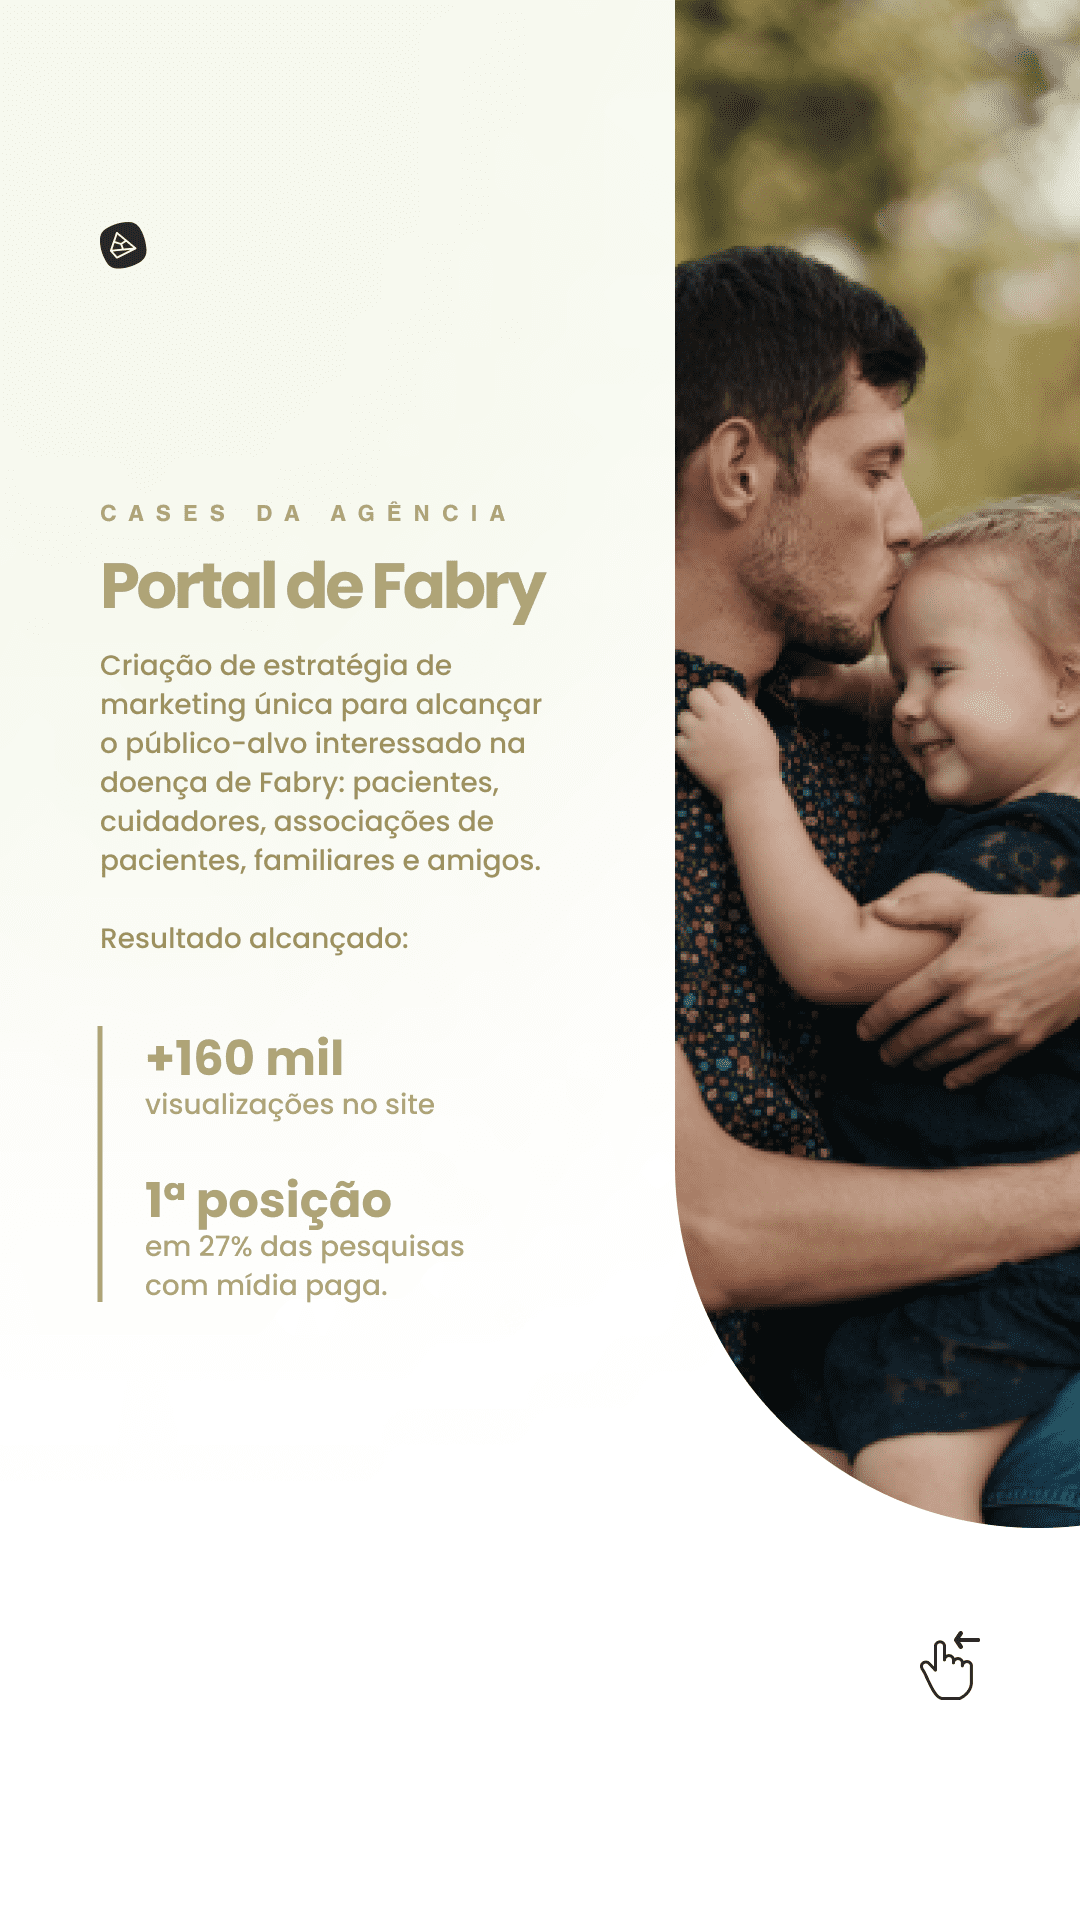 CASES DA AGÊNCIA
Portal de Fabry
Criação de estratégia de
marketing única para alcançar
o público-alvo interessado na
doença de Fabry: pacientes,
cuidadores, associações de
pacientes, familiares e amigos.
Resultado alcançado:
+160 mil
visualizações no site
1ª posição
em 27% das pesquisas
com mídia paga.